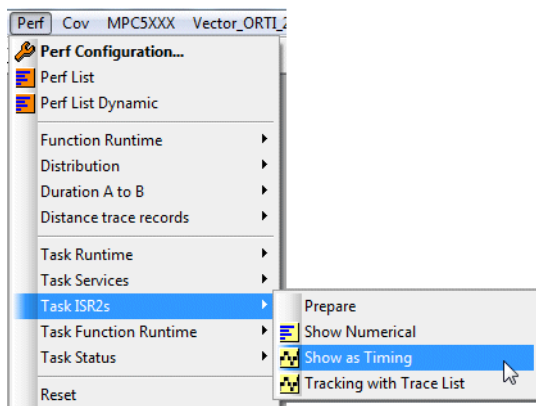 Perf Cov MPC5XXX Vector_ORTI_2
Perf Configuration...
Perf List
Perf List Dynamic
Function Runtime
Distribution
Duration A to B
Distance trace records
Task Runtime
Task Services
Task ISR2s
Prepare
Task Function Runtime
Show Numerical
Task Status
Show as Timing
Tracking with Trace List
Reset